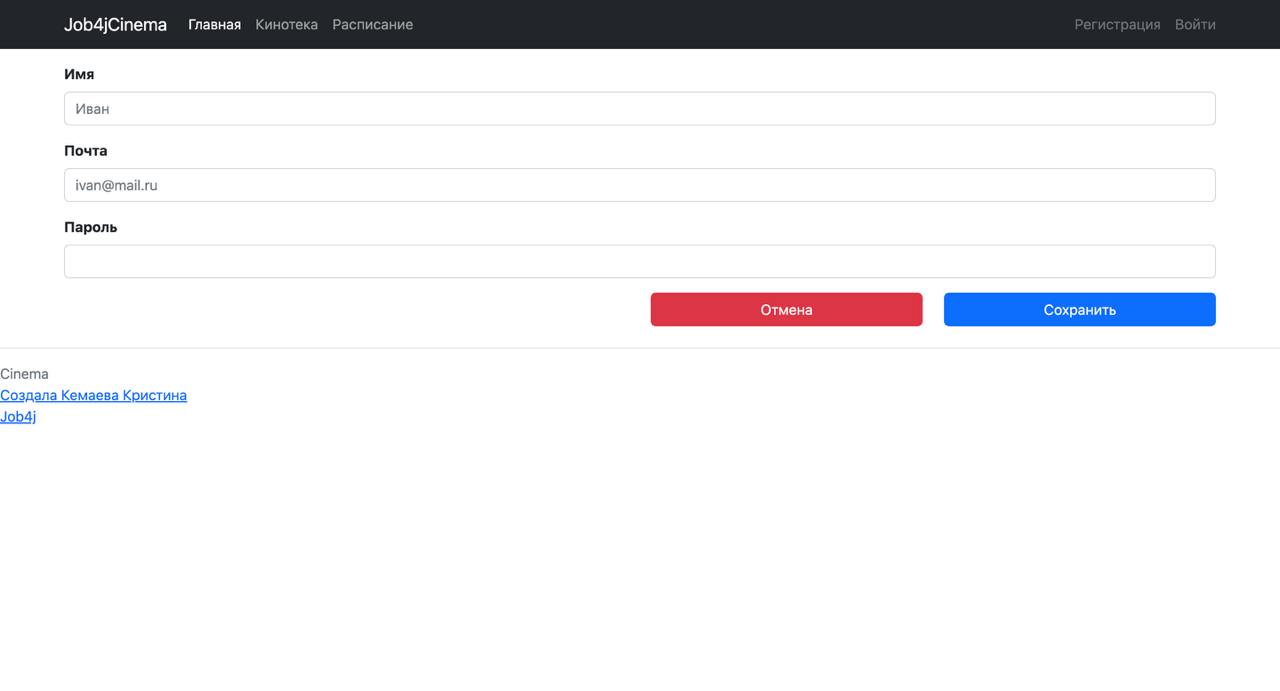 Job4jCinema Главная Кинотека Расписание Регистрация Войти
Имя
Иван
Почта
ivan@mail.ru
Пароль
Отмена Сохранить
Cinema
Создала Кемаева Кристина
Job4j